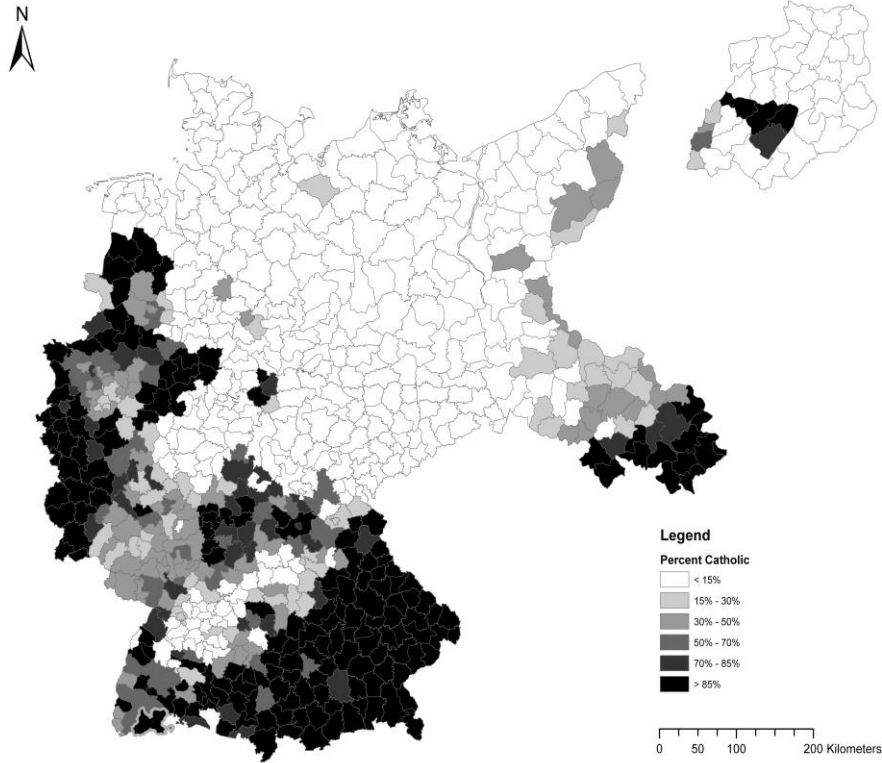 N
Legend
Percent Catholic
< 15%
15% - 30%
30% - 50%
50% - 70%
70% - 85%
> 85%
0 50 100 200 Kilometers